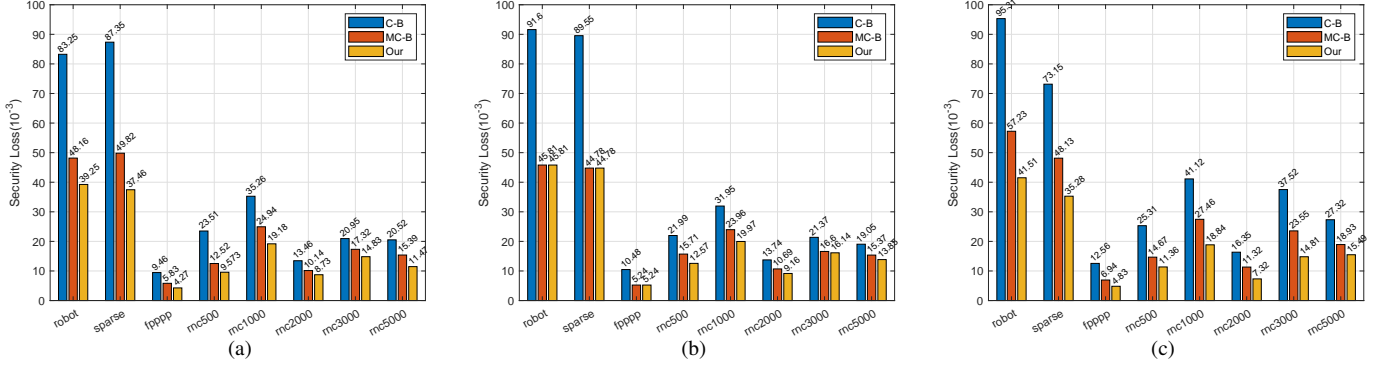 100
90
80
70
60
50
40
30
20
10
0
Security Loss(10⁻³)
C-B
MC-B
Our
83.25
48.16
39.25
87.35
49.82
37.46
9.46
5.83
4.27
23.51
12.52
9.573
35.26
24.94
19.18
13.46
10.14
8.73
20.95
17.32
14.83
20.52
15.39
robot
sparse
fpppp
rnc500
rnc1000
rnc2000
rnc3000
rnc5000
(a)
100
90
80
70
60
50
40
30
20
10
0
Security Loss(10⁻³)
C-B
MC-B
Our
91.6
45.81
45.81
89.55
44.78
44.78
10.48
5.24
5.24
21.99
15.71
12.57
31.95
23.96
19.97
13.74
10.69
9.16
21.37
16.6
16.14
19.05
15.37
13.85
robot
sparse
fpppp
rnc500
rnc1000
rnc2000
rnc3000
rnc5000
(b)
100
90
80
70
60
50
40
30
20
10
0
Security Loss(10⁻³)
C-B
MC-B
Our
95.31
57.23
41.51
73.15
48.13
35.28
12.56
6.94
4.83
25.31
14.67
11.36
41.12
27.46
18.84
16.35
11.32
7.32
37.52
23.55
14.81
27.32
18.93
15.49
robot
sparse
fpppp
rnc500
rnc1000
rnc2000
rnc3000
rnc5000
(c)